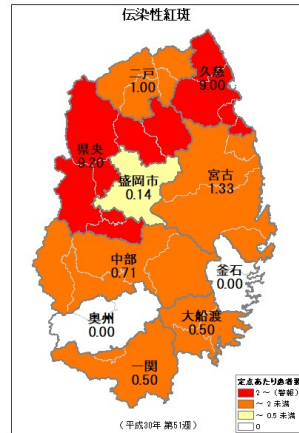 伝染性紅斑
二戸
1.00
久慈
9.00
県央
9.20
盛岡市
0.14
宮古
1.33
中部
0.71
釜石
0.00
奥州
0.00
大船渡
0.50
一関
0.50
定点あたり患者数
2～（警報）
～ 2 未満
～ 0.5 未満
0
（平成30年 第51週）